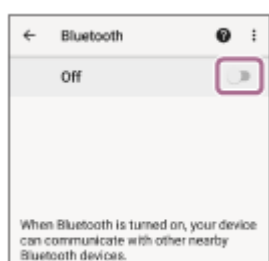 Bluetooth
Off
When Bluetooth is turned on, your device
can communicate with other nearby
Bluetooth devices.